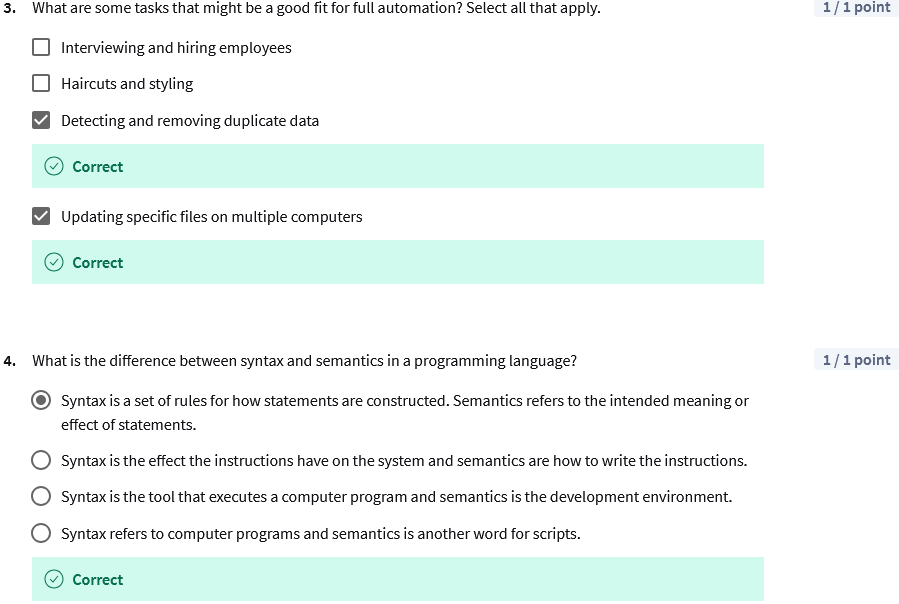 3. What are some tasks that might be a good fit for full automation? Select all that apply. 1 / 1 point
Interviewing and hiring employees
Haircuts and styling
Detecting and removing duplicate data
Correct
Updating specific files on multiple computers
Correct
4. What is the difference between syntax and semantics in a programming language? 1 / 1 point
Syntax is a set of rules for how statements are constructed. Semantics refers to the intended meaning or
effect of statements.
Syntax is the effect the instructions have on the system and semantics are how to write the instructions.
Syntax is the tool that executes a computer program and semantics is the development environment.
Syntax refers to computer programs and semantics is another word for scripts.
Correct